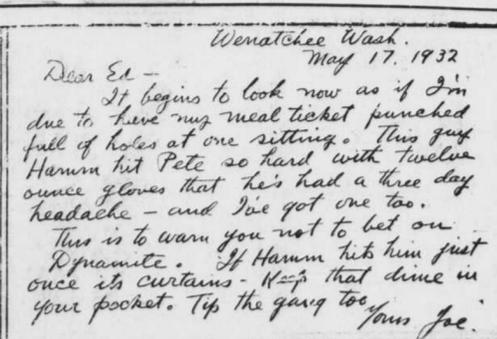 Wenatchee Wash.
May 17. 1932
Dear Ed -
It begins to look now as if I'm
due to have my meal ticket punched
full of holes at one sitting. This guy
Hamm hit Pete so hard with twelve
ounce gloves that he's had a three day
headache - and I've got one too.
This is to warn you not to bet on
Dynamite. If Hamm hits him just
once its curtains - Keep that dime in
your pocket. Tip the gang too
Yours Joe.